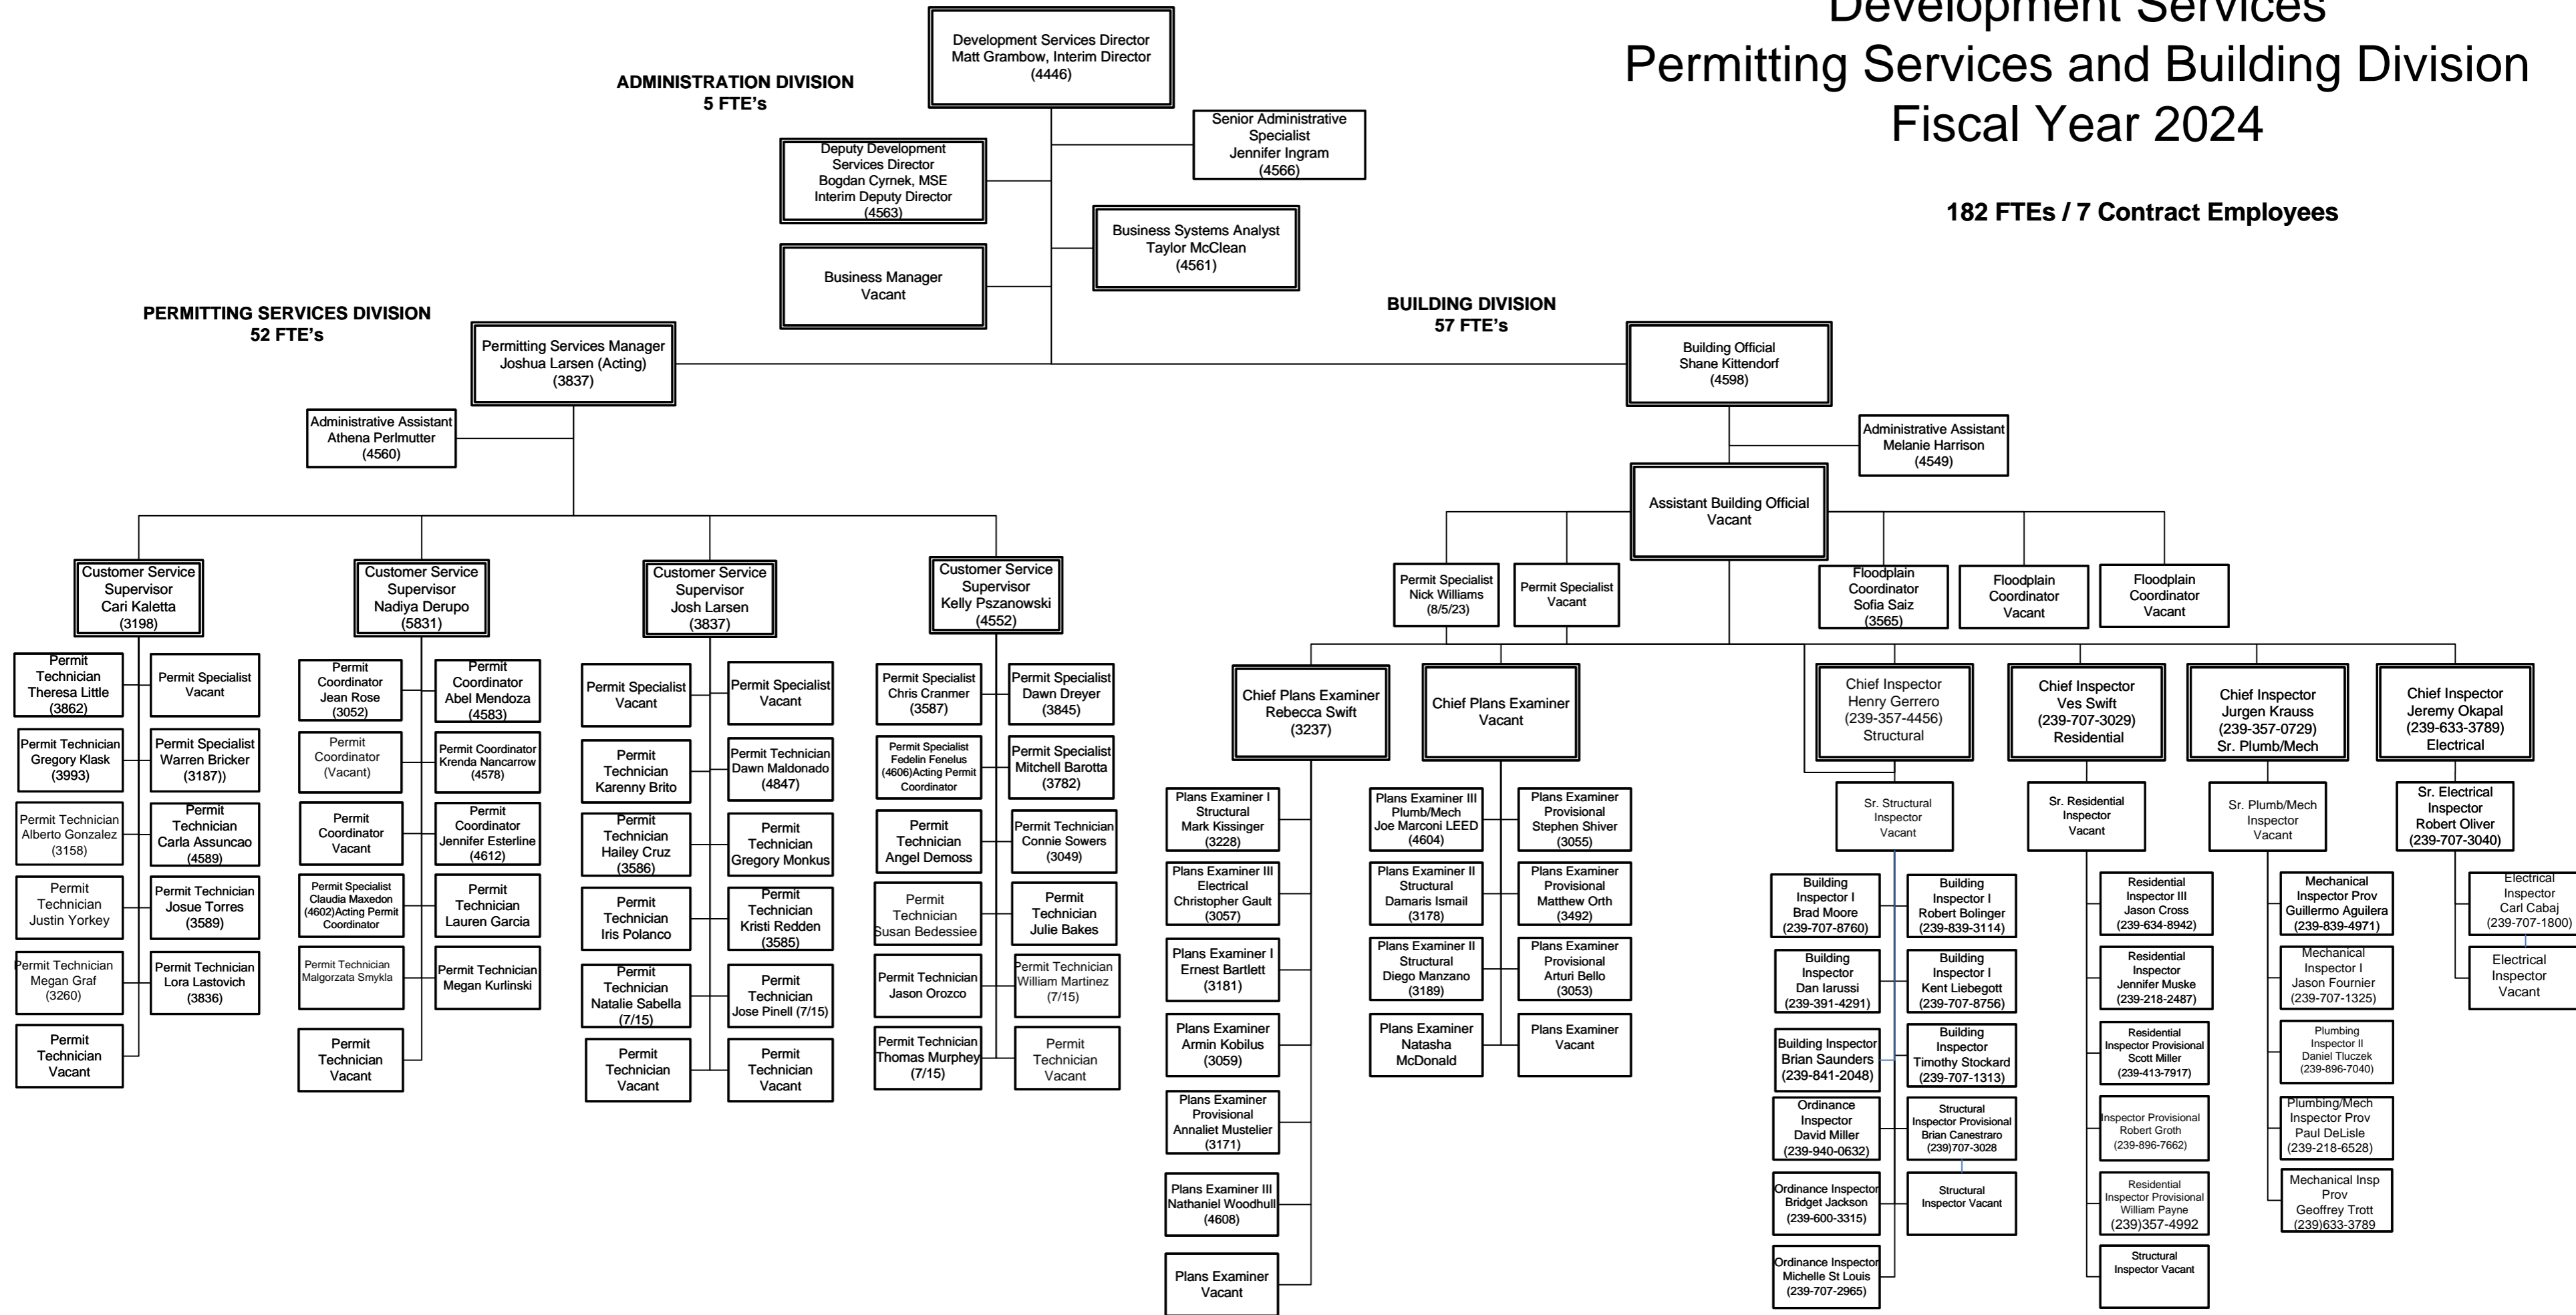 Development Services
Permitting Services and Building Division
Fiscal Year 2024
182 FTEs / 7 Contract Employees
Development Services Director
Matt Grambow, Interim Director
(4446)
ADMINISTRATION DIVISION
5 FTE’s
Senior Administrative
Specialist
Jennifer Ingram
(4566)
Deputy Development
Services Director
Bogdan Cyrnek, MSE
Interim Deputy Director
(4563)
Business Systems Analyst
Taylor McClean
(4561)
Business Manager
Vacant
PERMITTING SERVICES DIVISION
52 FTE’s
Permitting Services Manager
Joshua Larsen (Acting)
(3837)
Administrative Assistant
Athena Perlmutter
(4560)
Customer Service
Supervisor
Cari Kaletta
(3198)
Permit
Technician
Theresa Little
(3862)
Permit Specialist
Vacant
Permit Technician
Gregory Klask
(3993)
Permit Specialist
Warren Bricker
(3187))
Permit Technician
Alberto Gonzalez
(3158)
Permit
Technician
Carla Assuncao
(4589)
Permit
Technician
Justin Yorkey
Permit Technician
Josue Torres
(3589)
Permit Technician
Megan Graf
(3260)
Permit Technician
Lora Lastovich
(3836)
Permit
Technician
Vacant
Customer Service
Supervisor
Nadiya Derupo
(5831)
Permit
Coordinator
Jean Rose
(3052)
Permit
Coordinator
Abel Mendoza
(4583)
Permit
Coordinator
(Vacant)
Permit Coordinator
Krenda Nancarrow
(4578)
Permit
Coordinator
Vacant
Permit
Coordinator
Jennifer Esterline
(4612)
Permit Specialist
Claudia Maxedon
(4602)Acting Permit
Coordinator
Permit
Technician
Lauren Garcia
Permit Technician
Malgorzata Smykla
Permit Technician
Megan Kurlinski
Permit
Technician
Vacant
Customer Service
Supervisor
Josh Larsen
(3837)
Permit Specialist
Vacant
Permit Specialist
Vacant
Permit
Technician
Karenny Brito
Permit Technician
Dawn Maldonado
(4847)
Permit
Technician
Hailey Cruz
(3586)
Permit
Technician
Gregory Monkus
Permit
Technician
Iris Polanco
Permit
Technician
Kristi Redden
(3585)
Permit
Technician
Natalie Sabella
(7/15)
Permit
Technician
Jose Pinell (7/15)
Permit
Technician
Vacant
Permit
Technician
Vacant
Customer Service
Supervisor
Kelly Pszanowski
(4552)
Permit Specialist
Chris Cranmer
(3587)
Permit Specialist
Dawn Dreyer
(3845)
Permit Specialist
Fedelin Fenelus
(4606)Acting Permit
Coordinator
Permit Specialist
Mitchell Barotta
(3782)
Permit
Technician
Angel Demoss
Permit Technician
Connie Sowers
(3049)
Permit
Technician
Susan Bedessiee
Permit
Technician
Julie Bakes
Permit Technician
Jason Orozco
Permit Technician
William Martinez
(7/15)
Permit Technician
Thomas Murphey
(7/15)
Permit
Technician
Vacant
BUILDING DIVISION
57 FTE’s
Building Official
Shane Kittendorf
(4598)
Administrative Assistant
Melanie Harrison
(4549)
Assistant Building Official
Vacant
Permit Specialist
Nick Williams
(8/5/23)
Permit Specialist
Vacant
Floodplain
Coordinator
Sofia Saiz
(3565)
Floodplain
Coordinator
Vacant
Floodplain
Coordinator
Vacant
Chief Plans Examiner
Rebecca Swift
(3237)
Plans Examiner I
Structural
Mark Kissinger
(3228)
Plans Examiner III
Electrical
Christopher Gault
(3057)
Plans Examiner I
Ernest Bartlett
(3181)
Plans Examiner
Armin Kobilus
(3059)
Plans Examiner
Provisional
Annaliet Mustelier
(3171)
Plans Examiner III
Nathaniel Woodhull
(4608)
Plans Examiner
Vacant
Chief Plans Examiner
Vacant
Plans Examiner III
Plumb/Mech
Joe Marconi LEED
(4604)
Plans Examiner
Provisional
Stephen Shiver
(3055)
Plans Examiner II
Structural
Damaris Ismail
(3178)
Plans Examiner
Provisional
Matthew Orth
(3492)
Plans Examiner II
Structural
Diego Manzano
(3189)
Plans Examiner
Provisional
Arturi Bello
(3053)
Plans Examiner
Natasha
McDonald
Plans Examiner
Vacant
Chief Inspector
Henry Gerrero
(239-357-4456)
Structural
Sr. Structural
Inspector
Vacant
Building
Inspector I
Brad Moore
(239-707-8760)
Building
Inspector I
Robert Bolinger
(239-839-3114)
Building
Inspector
Dan Iarussi
(239-391-4291)
Building
Inspector I
Kent Liebegott
(239-707-8756)
Building Inspector
Brian Saunders
(239-841-2048)
Building
Inspector
Timothy Stockard
(239-707-1313)
Ordinance
Inspector
David Miller
(239-940-0632)
Structural
Inspector Provisional
Brian Canestraro
(239)707-3028
Ordinance Inspector
Bridget Jackson
(239-600-3315)
Structural
Inspector Vacant
Ordinance Inspector
Michelle St Louis
(239-707-2965)
Chief Inspector
Ves Swift
(239-707-3029)
Residential
Sr. Residential
Inspector
Vacant
Residential
Inspector III
Jason Cross
(239-634-8942)
Residential
Inspector
Jennifer Muske
(239-218-2487)
Residential
Inspector Provisional
Scott Miller
(239-413-7917)
Inspector Provisional
Robert Groth
(239-896-7662)
Residential
Inspector Provisional
William Payne
(239)357-4992
Structural
Inspector Vacant
Chief Inspector
Jurgen Krauss
(239-357-0729)
Sr. Plumb/Mech
Sr. Plumb/Mech
Inspector
Vacant
Mechanical
Inspector Prov
Guillermo Aguilera
(239-839-4971)
Mechanical
Inspector I
Jason Fournier
(239-707-1325)
Plumbing
Inspector II
Daniel Tluczek
(239-896-7040)
Plumbing/Mech
Inspector Prov
Paul DeLisle
(239-218-6528)
Mechanical Insp
Prov
Geoffrey Trott
(239)633-3789
Chief Inspector
Jeremy Okapal
(239-633-3789)
Electrical
Sr. Electrical
Inspector
Robert Oliver
(239-707-3040)
Electrical
Inspector
Carl Cabaj
(239-707-1800)
Electrical
Inspector
Vacant